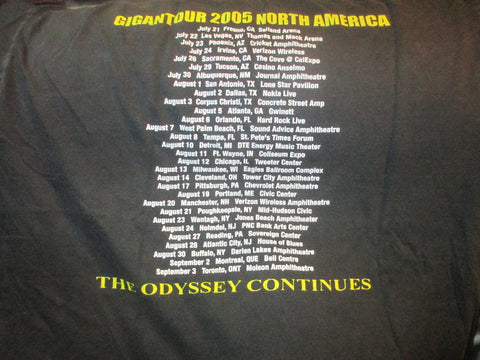 GIGANTOUR 2005 NORTH AMERICA
July 21 Fresno, CA Selland Arena
July 22 Las Vegas, NV Thomas and Mack Arena
July 23 Phoenix, AZ Cricket Amphitheatre
July 24 Irvine, CA Verizon Wireless
July 26 Sacramento, CA The Cove @ CalExpo
July 29 Tucson, AZ Casino Anselmo
July 30 Albuquerque, NM Journal Amphitheatre
August 1 San Antonio, TX Lone Star Pavilion
August 2 Dallas, TX Nokia Live
August 3 Corpus Christi, TX Concrete Street Amp
August 5 Atlanta, GA Gwinett
August 6 Orlando, FL Hard Rock Live
August 7 West Palm Beach, FL Sound Advice Amphitheatre
August 8 Tampa, FL St. Pete's Times Forum
August 10 Detroit, MI DTE Energy Music Theater
August 11 Ft. Wayne, IN Coliseum Expo
August 12 Chicago, IL Tweeter Center
August 13 Milwaukee, WI Eagles Ballroom Complex
August 14 Cleveland, OH Tower City Amphitheatre
August 17 Pittsburgh, PA Chevrolet Amphitheatre
August 19 Portland, ME Civic Center
August 20 Manchester, NH Verizon Wireless Amphitheatre
August 21 Poughkeepsie, NY Mid-Hudson Civic
August 23 Wantagh, NY Jones Beach Amphitheater
August 24 Holmdel, NJ PNC Bank Arts Center
August 27 Reading, PA Sovereign Center
August 28 Atlantic City, NJ House of Blues
August 30 Buffalo, NY Darien Lakes Amphitheatre
September 2 Montreal, QUE Bell Centre
September 3 Toronto, ONT Molson Amphitheatre
THE ODYSSEY CONTINUES